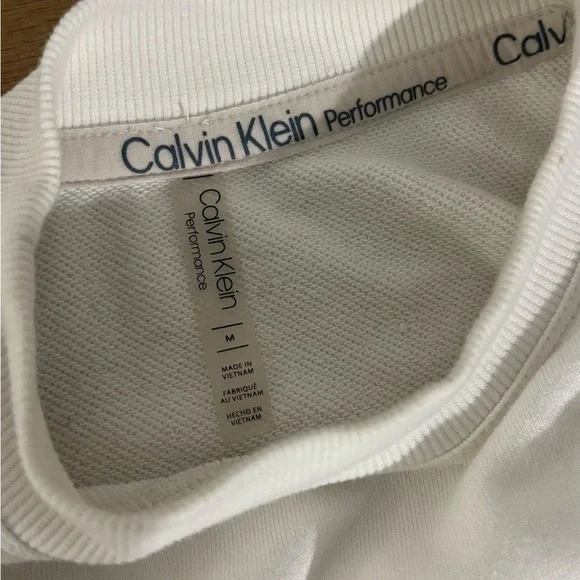 Calvin Klein Performance
Calv
Calvin Klein
Performance
M
MADE IN
VIETNAM
FABRIQUÉ
AU VIETNAM
HECHO EN
VIETNAM